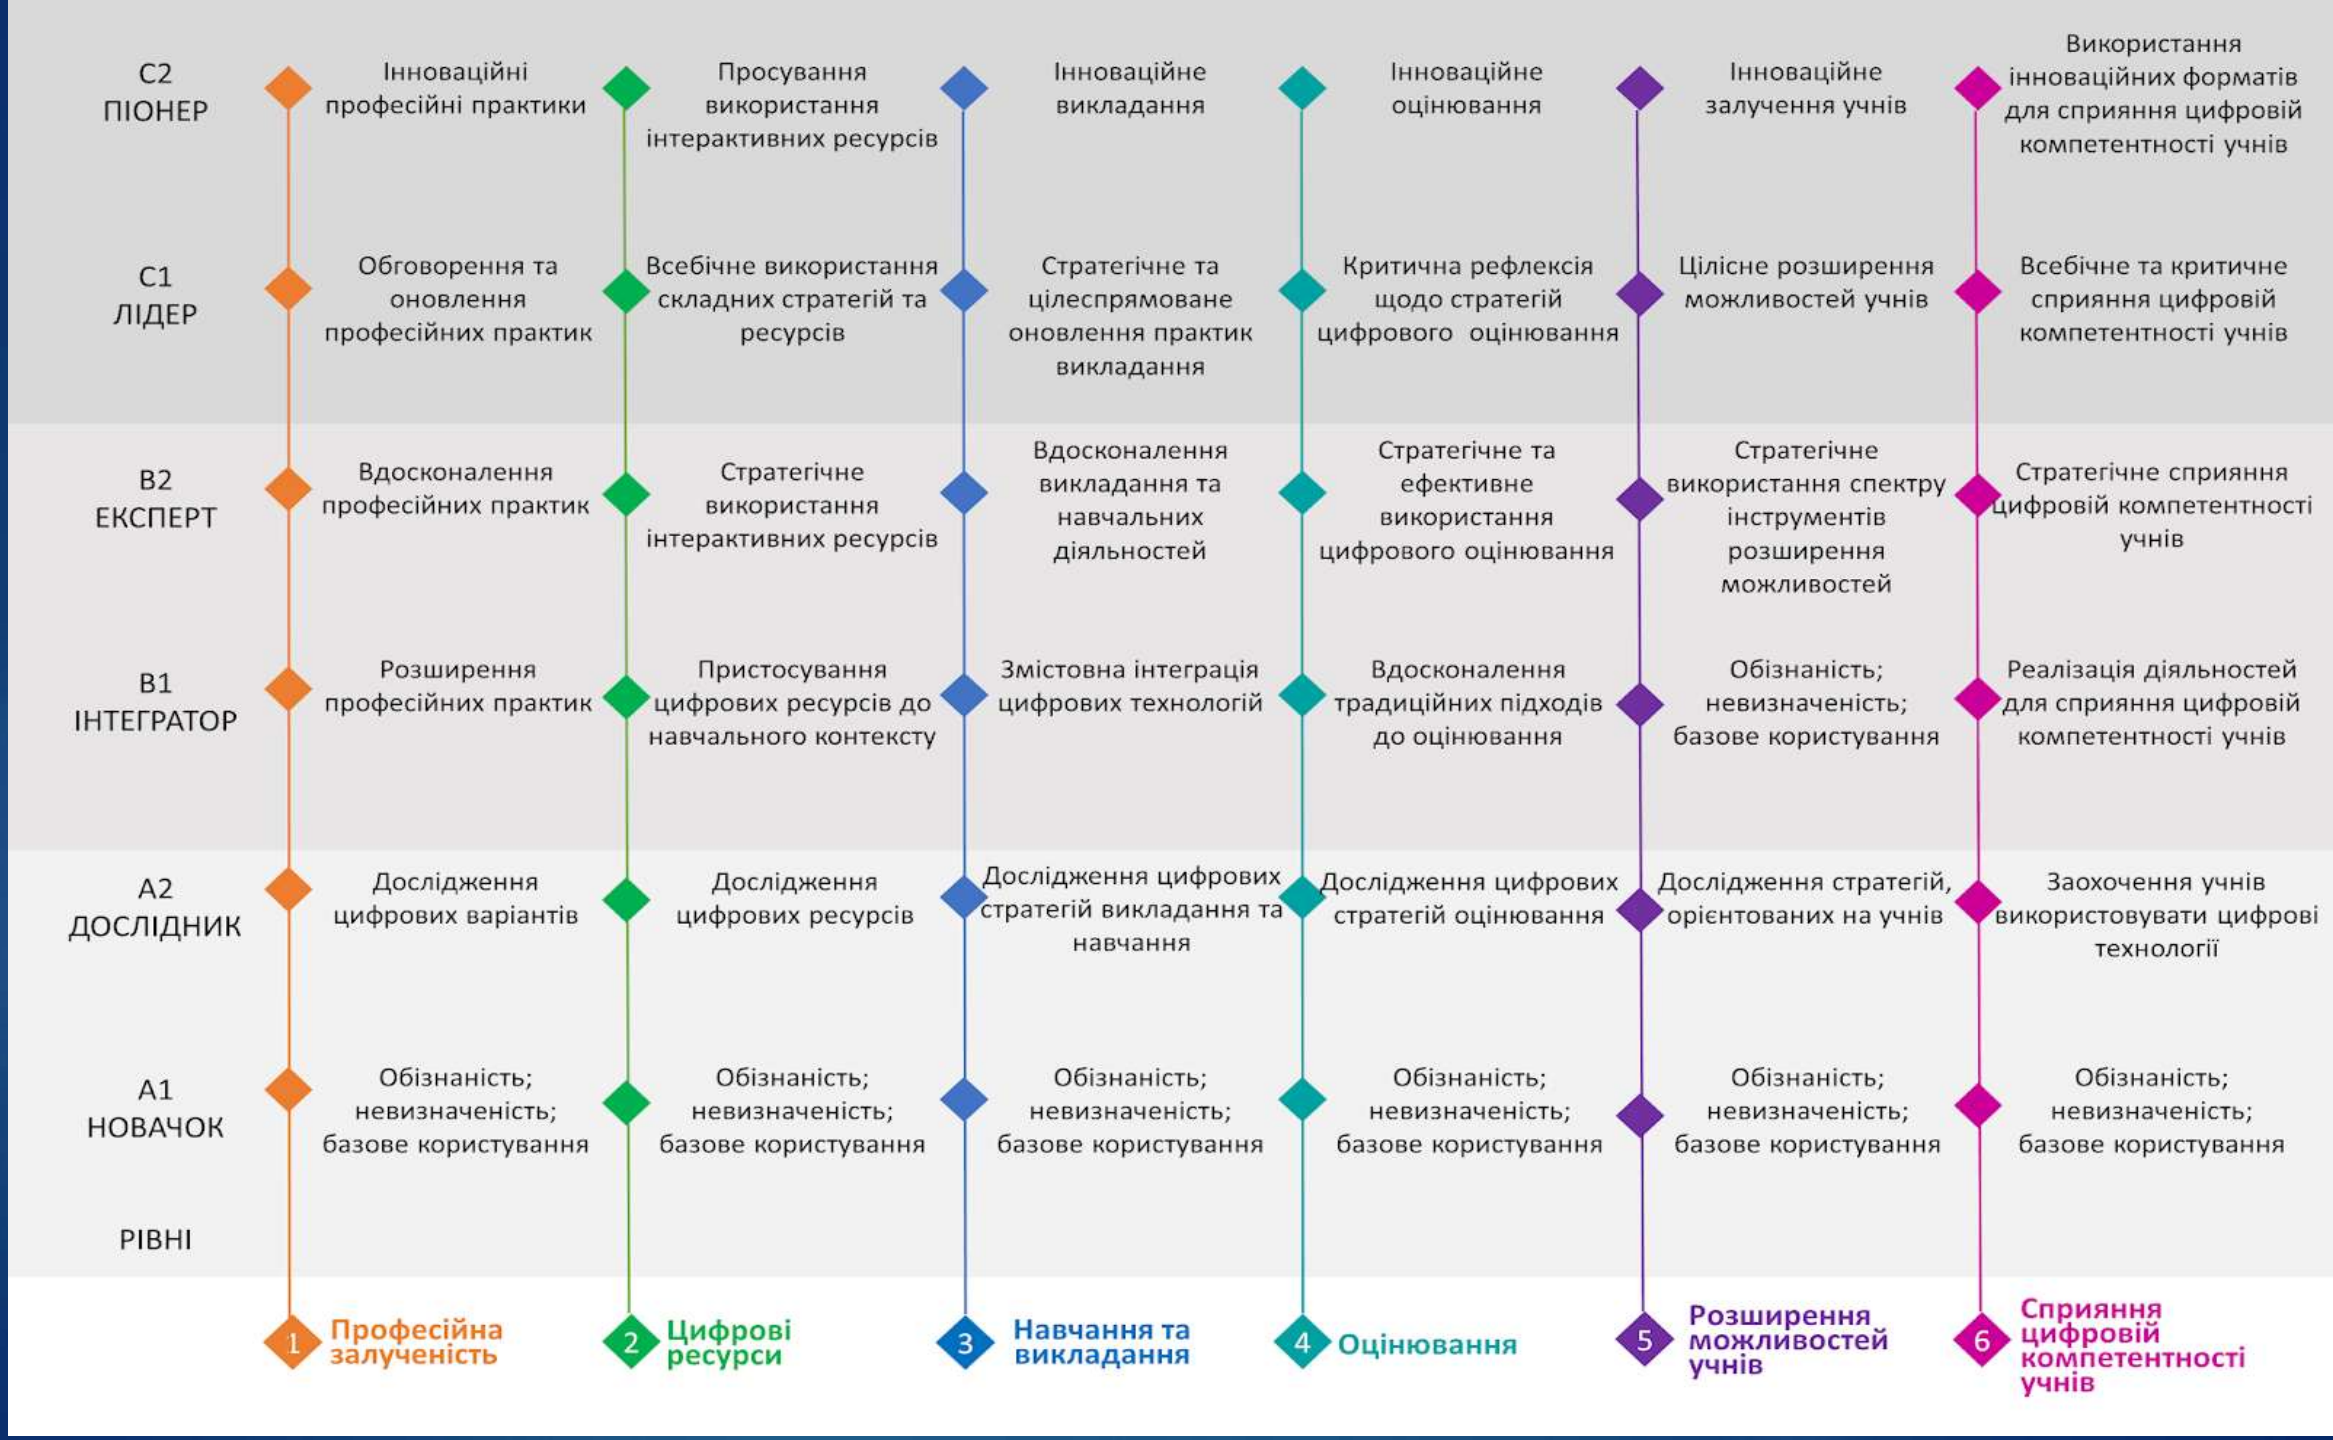 С2
ПІОНЕР
Інноваційні
професійні практики
Просування
використання
інтерактивних ресурсів
Інноваційне
викладання
Інноваційне
оцінювання
Інноваційне
залучення учнів
Використання
інноваційних форматів
для сприяння цифровій
компетентності учнів
С1
ЛІДЕР
Обговорення та
оновлення
професійних практик
Всебічне використання
складних стратегій та
ресурсів
Стратегічне та
цілеспрямоване
оновлення практик
викладання
Критична рефлексія
щодо стратегій
цифрового оцінювання
Цілісне розширення
можливостей учнів
Всебічне та критичне
сприяння цифровій
компетентності учнів
В2
ЕКСПЕРТ
Вдосконалення
професійних практик
Стратегічне
використання
інтерактивних ресурсів
Вдосконалення
викладання та
навчальних
діяльностей
Стратегічне та
ефективне
використання
цифрового оцінювання
Стратегічне
використання спектру
інструментів
розширення
можливостей
Стратегічне сприяння
цифровій компетентності
учнів
В1
ІНТЕГРАТОР
Розширення
професійних практик
Пристосування
цифрових ресурсів до
навчального контексту
Змістовна інтеграція
цифрових технологій
Вдосконалення
традиційних підходів
до оцінювання
Обізнаність;
невизначеність;
базове користування
Реалізація діяльностей
для сприяння цифровій
компетентності учнів
А2
ДОСЛІДНИК
Дослідження
цифрових варіантів
Дослідження
цифрових ресурсів
Дослідження цифрових
стратегій викладання та
навчання
Дослідження цифрових
стратегій оцінювання
Дослідження стратегій,
орієнтованих на учнів
Заохочення учнів
використовувати цифрові
технології
А1
НОВАЧОК
Обізнаність;
невизначеність;
базове користування
Обізнаність;
невизначеність;
базове користування
Обізнаність;
невизначеність;
базове користування
Обізнаність;
невизначеність;
базове користування
Обізнаність;
невизначеність;
базове користування
Обізнаність;
невизначеність;
базове користування
РІВНІ
1
Професійна
залученість
2
Цифрові
ресурси
3
Навчання та
викладання
4
Оцінювання
5
Розширення
можливостей
учнів
6
Сприяння
цифровій
компетентності
учнів